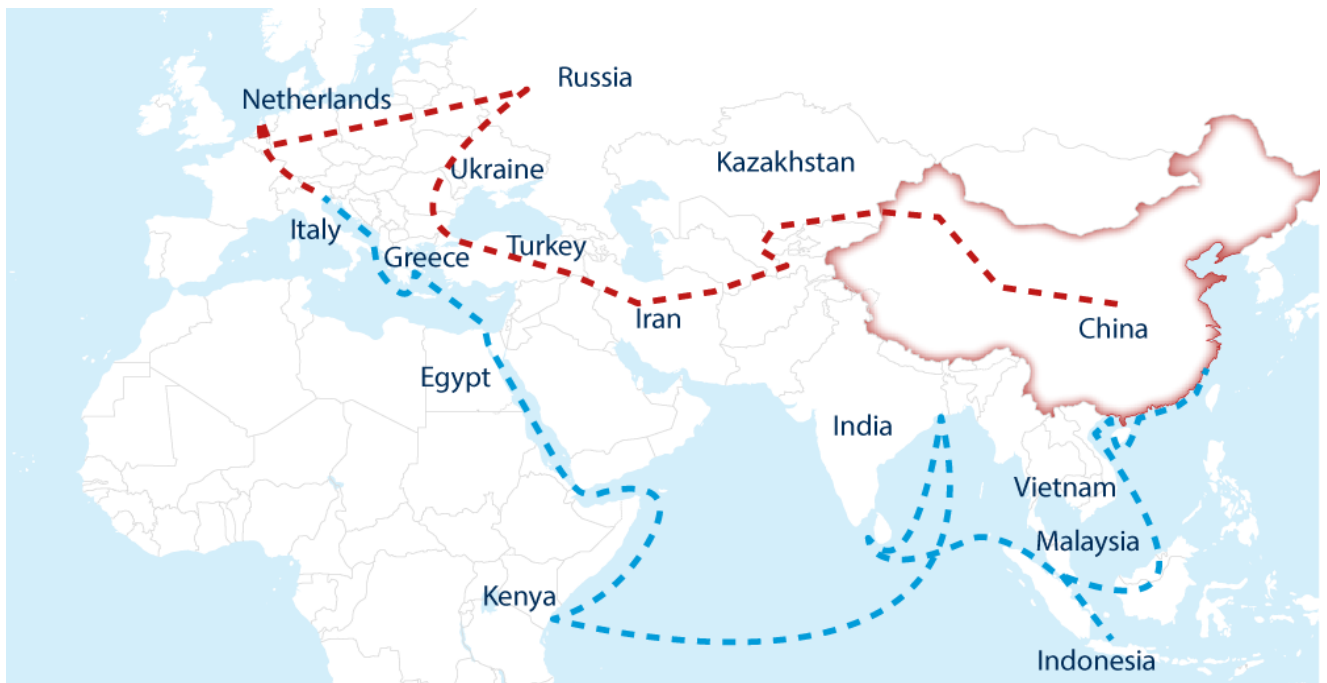 Russia
Netherlands
Kazakhstan
Ukraine
Italy
Turkey
Greece
Iran
China
Egypt
India
Vietnam
Malaysia
Kenya
Indonesia